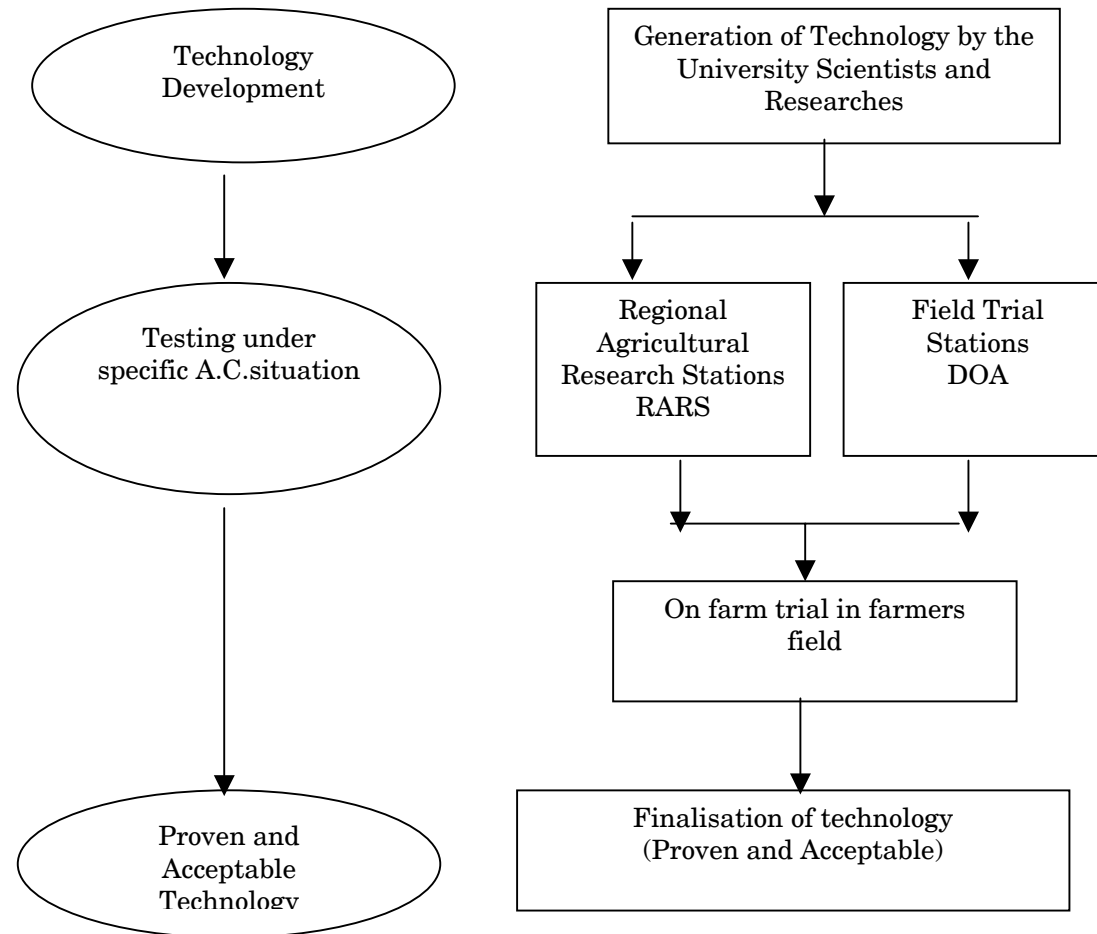 Technology
Development
Generation of Technology by the
University Scientists and
Researches
Testing under
specific A.C.situation
Regional
Agricultural
Research Stations
RARS
Field Trial
Stations
DOA
On farm trial in farmers
field
Proven and
Acceptable
Technology
Finalisation of technology
(Proven and Acceptable)